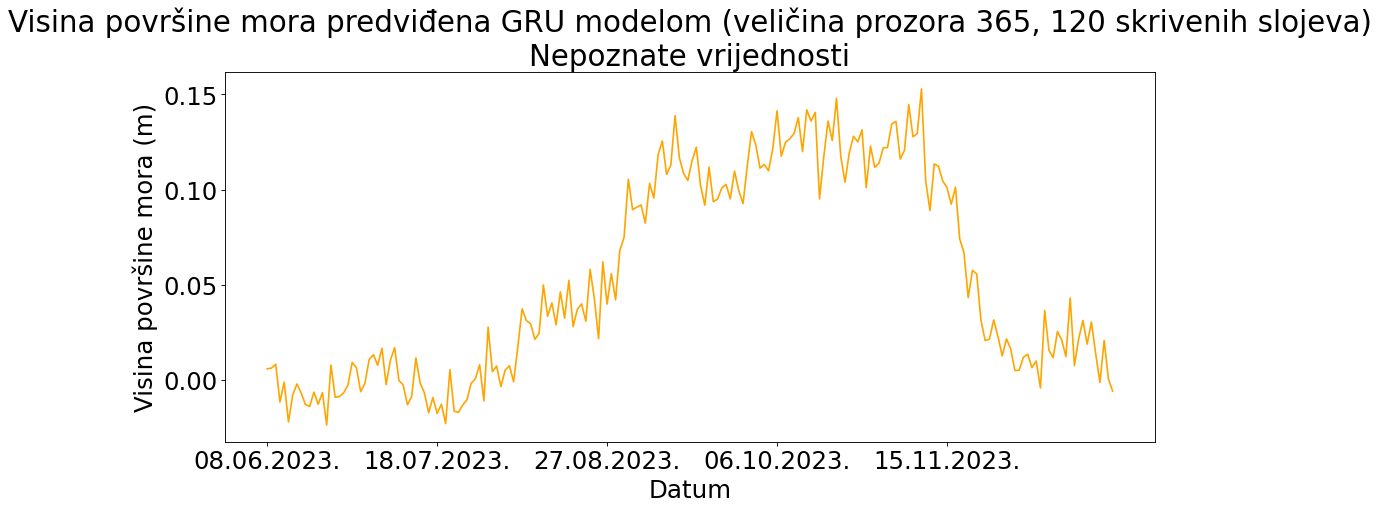 Visina površine mora predviđena GRU modelom (veličina prozora 365, 120 skrivenih slojeva)
Nepoznate vrijednosti
Visina površine mora (m)
0.15
0.10
0.05
0.00
08.06.2023. 18.07.2023. 27.08.2023. 06.10.2023. 15.11.2023.
Datum